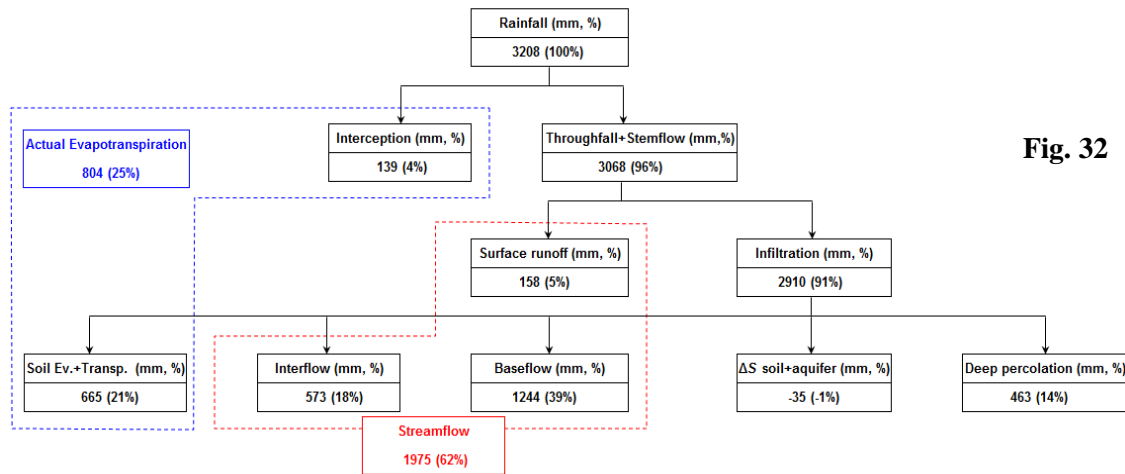 Rainfall (mm, %)
3208 (100%)
Actual Evapotranspiration
804 (25%)
Interception (mm, %)
139 (4%)
Throughfall+Stemflow (mm,%)
3068 (96%)
Fig. 32
Surface runoff (mm, %)
158 (5%)
Infiltration (mm, %)
2910 (91%)
Soil Ev.+Transp. (mm, %)
665 (21%)
Interflow (mm, %)
573 (18%)
Baseflow (mm, %)
1244 (39%)
ΔS soil+aquifer (mm, %)
-35 (-1%)
Deep percolation (mm, %)
463 (14%)
Streamflow
1975 (62%)